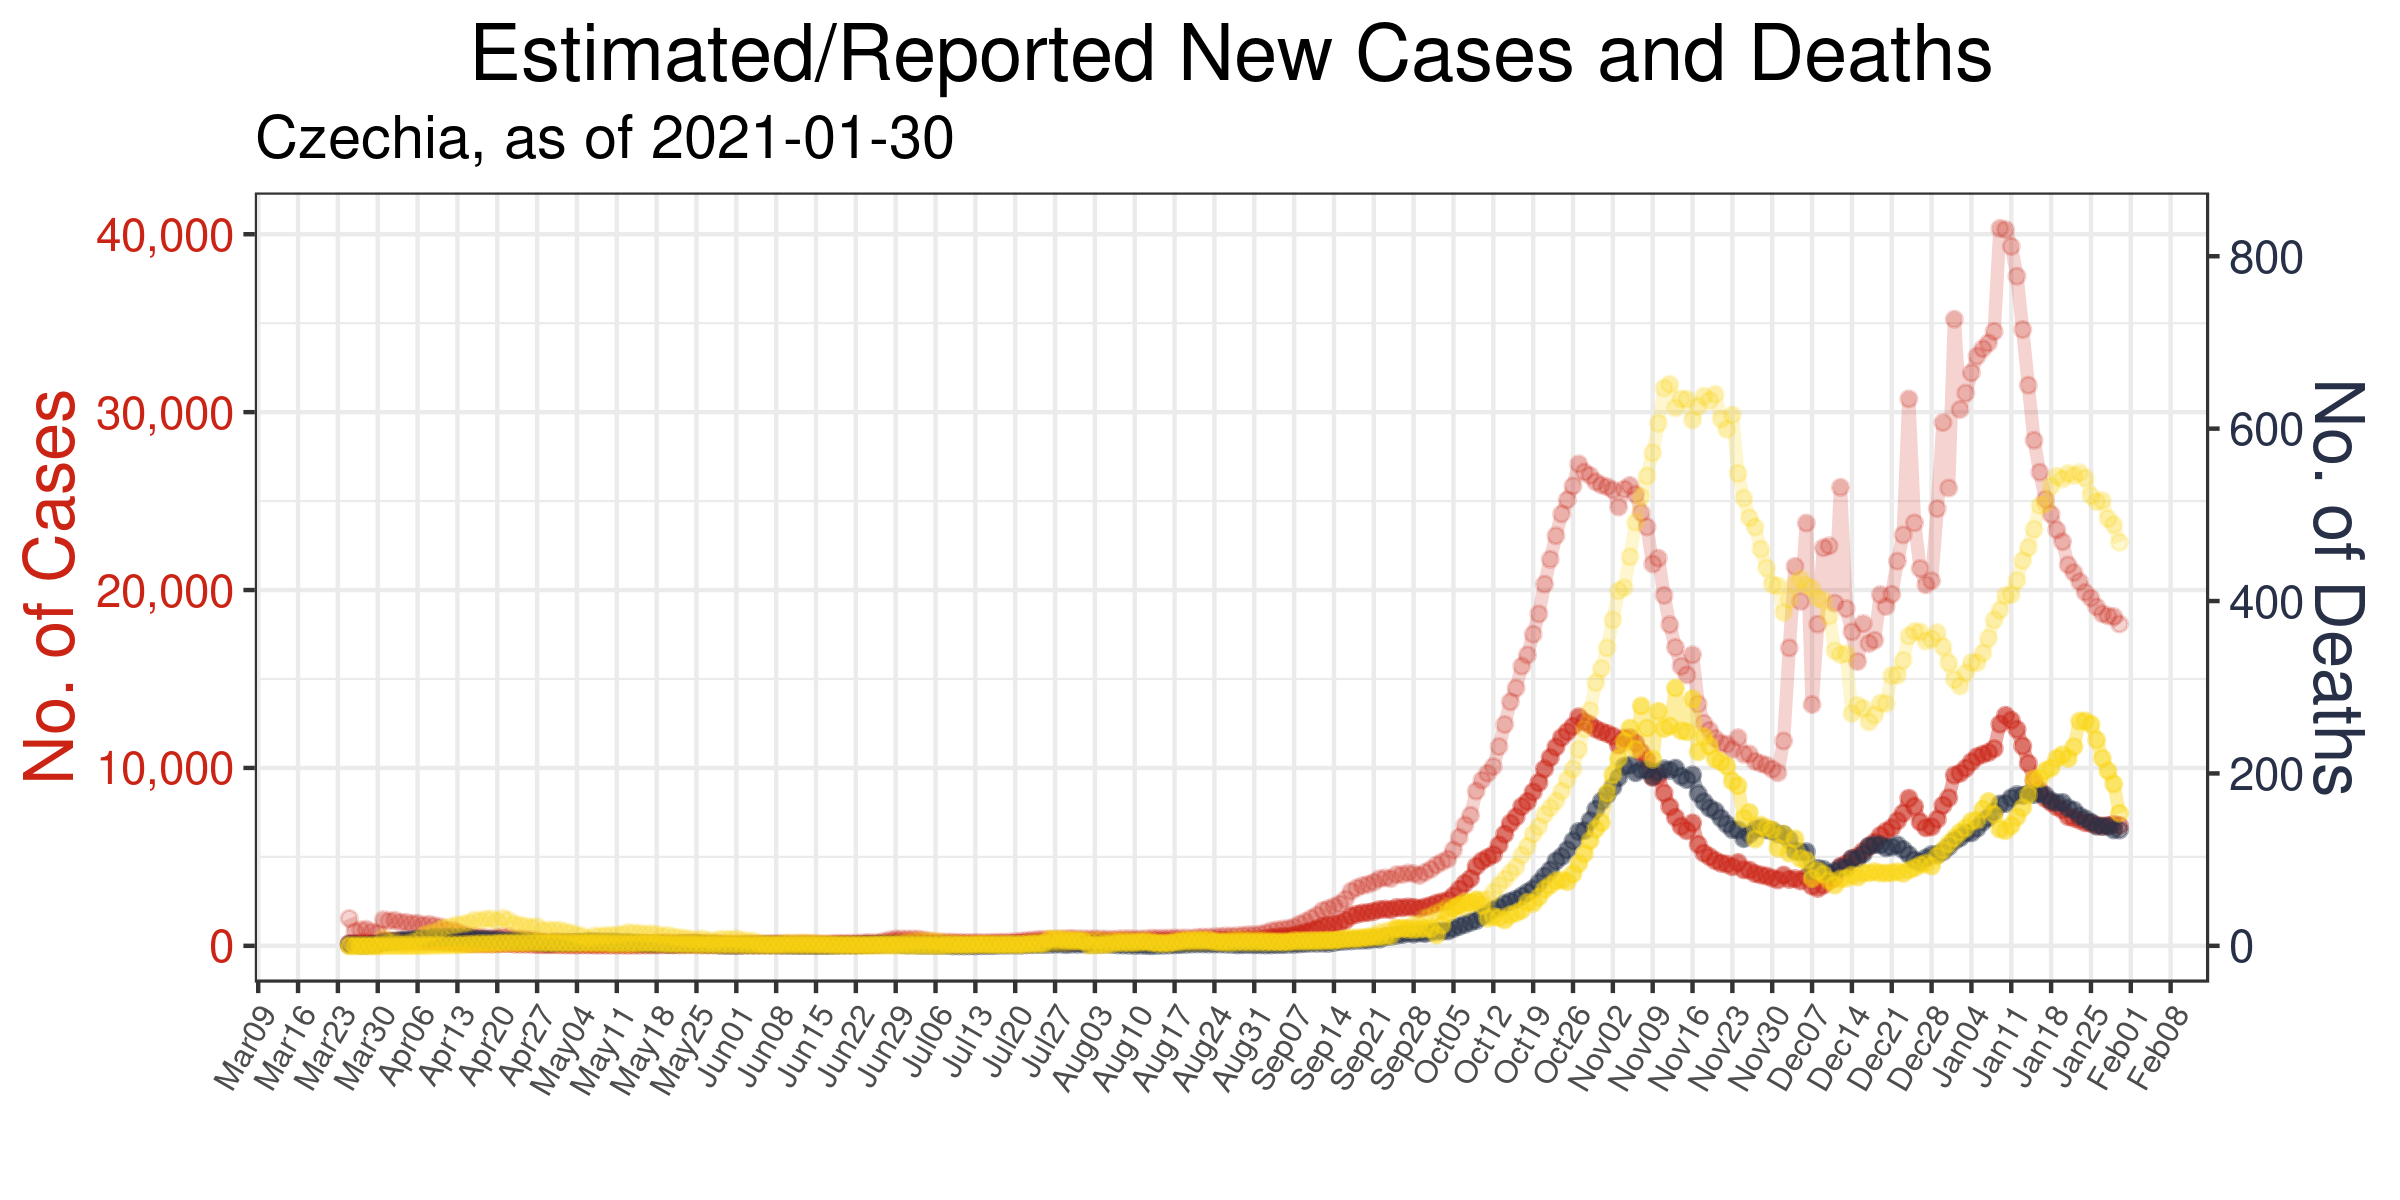 Estimated/Reported New Cases and Deaths
Czechia, as of 2021-01-30
No. of Cases
40,000
30,000
20,000
10,000
0
800
600
400
200
0
No. of Deaths
Mar09
Mar16
Mar23
Mar30
Apr06
Apr13
Apr20
Apr27
May04
May11
May18
May25
Jun01
Jun08
Jun15
Jun22
Jun29
Jul06
Jul13
Jul20
Jul27
Aug03
Aug10
Aug17
Aug24
Aug31
Sep07
Sep14
Sep21
Sep28
Oct05
Oct12
Oct19
Oct26
Nov02
Nov09
Nov16
Nov23
Nov30
Dec07
Dec14
Dec21
Dec28
Jan04
Jan11
Jan18
Jan25
Feb01
Feb08